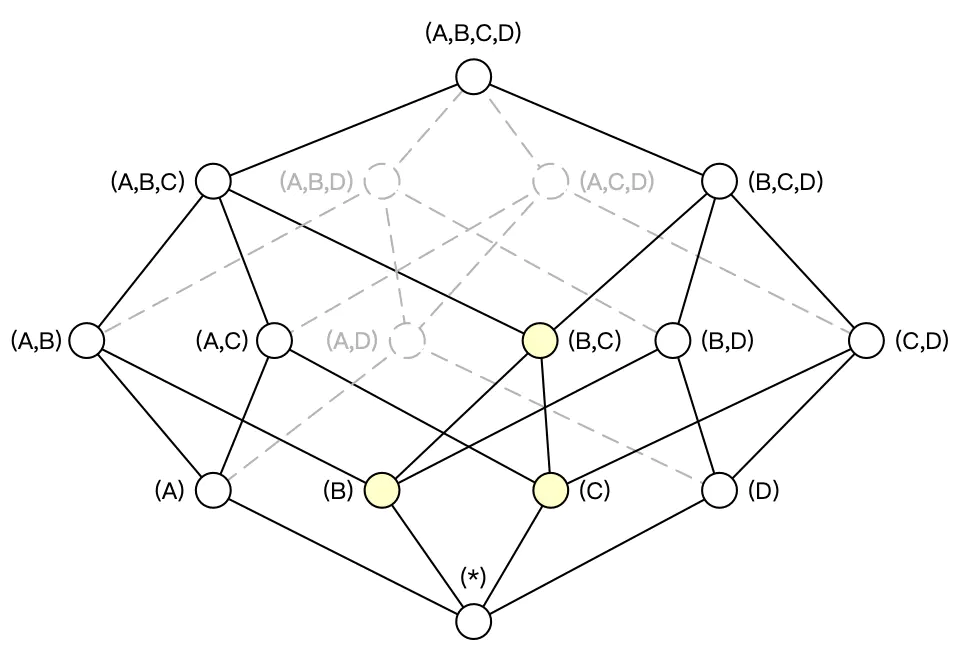 (A,B,C,D)
(A,B,C)
(A,B,D)
(A,C,D)
(B,C,D)
(A,B)
(A,C)
(A,D)
(B,C)
(B,D)
(C,D)
(A)
(B)
(C)
(D)
(*)